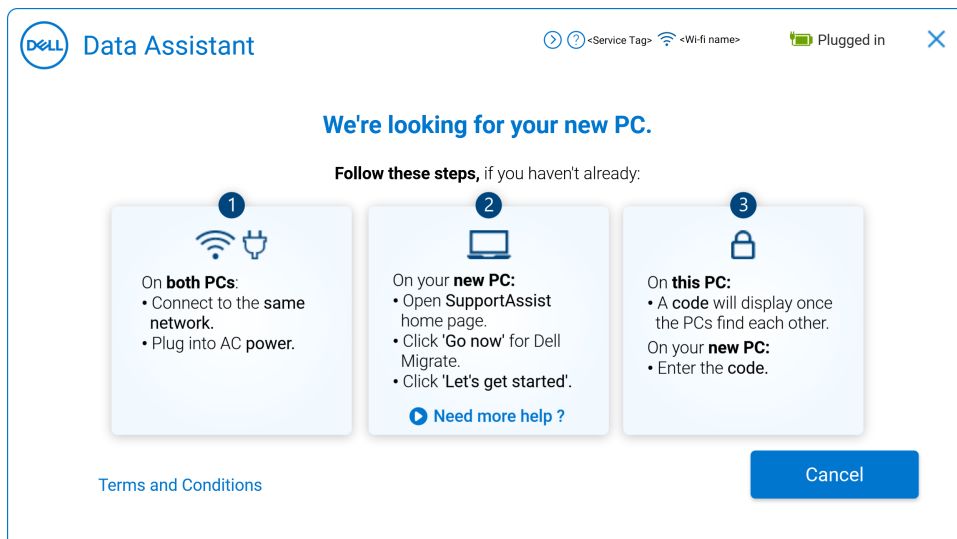 DELL
Data Assistant
<Service Tag>
<Wi-fi name>
Plugged in
We're looking for your new PC.
Follow these steps, if you haven't already:
1
On both PCs:
• Connect to the same
network.
• Plug into AC power.
2
On your new PC:
• Open SupportAssist
home page.
• Click 'Go now' for Dell
Migrate.
• Click 'Let's get started'.
Need more help ?
3
On this PC:
• A code will display once
the PCs find each other.
On your new PC:
• Enter the code.
Terms and Conditions
Cancel